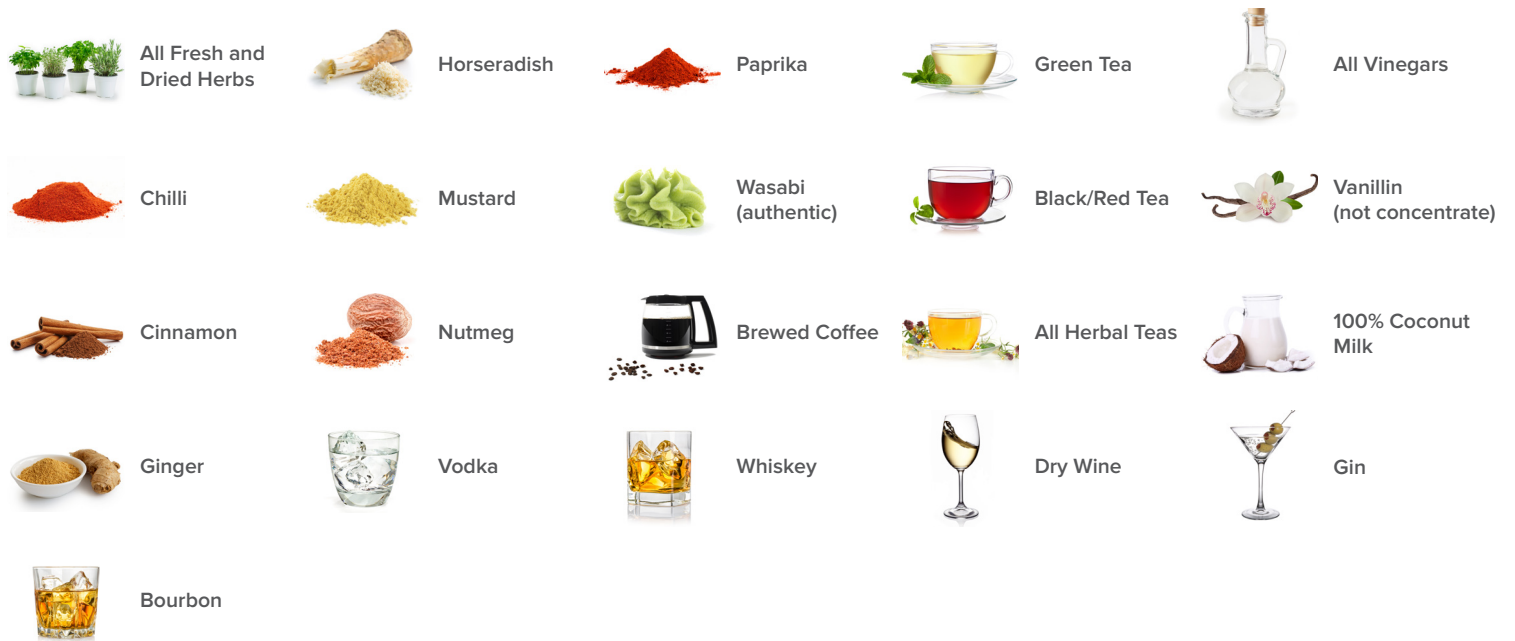 All Fresh and
Dried Herbs
Horseradish
Paprika
Green Tea
All Vinegars
Chilli
Mustard
Wasabi
(authentic)
Black/Red Tea
Vanillin
(not concentrate)
Cinnamon
Nutmeg
Brewed Coffee
All Herbal Teas
100% Coconut
Milk
Ginger
Vodka
Whiskey
Dry Wine
Gin
Bourbon